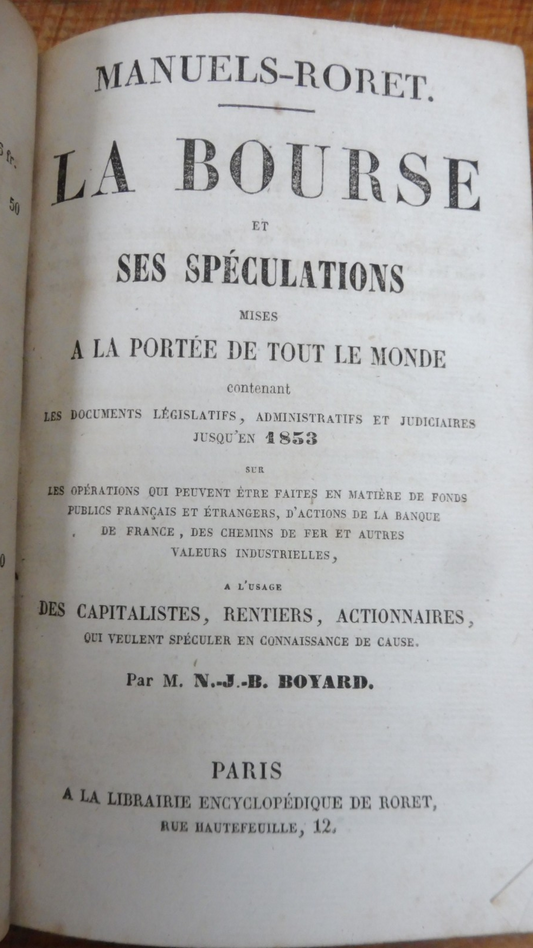 MANUELS-RORET.
LA BOURSE
ET
SES SPÉCULATIONS
MISES
A LA PORTÉE DE TOUT LE MONDE
contenant
LES DOCUMENTS LÉGISLATIFS, ADMINISTRATIFS ET JUDICIAIRES
JUSQU'EN 1853
SUR
LES OPÉRATIONS QUI PEUVENT ÊTRE FAITES EN MATIÈRE DE FONDS
PUBLICS FRANÇAIS ET ÉTRANGERS, D'ACTIONS DE LA BANQUE
DE FRANCE, DES CHEMINS DE FER ET AUTRES
VALEURS INDUSTRIELLES,
A L'USAGE
DES CAPITALISTES, RENTIERS, ACTIONNAIRES,
QUI VEULENT SPÉCULER EN CONNAISSANCE DE CAUSE.
Par M. N.-J.-B. BOYARD.
PARIS
A LA LIBRAIRIE ENCYCLOPÉDIQUE DE RORET,
RUE HAUTEFEUILLE, 12.
fr.
50